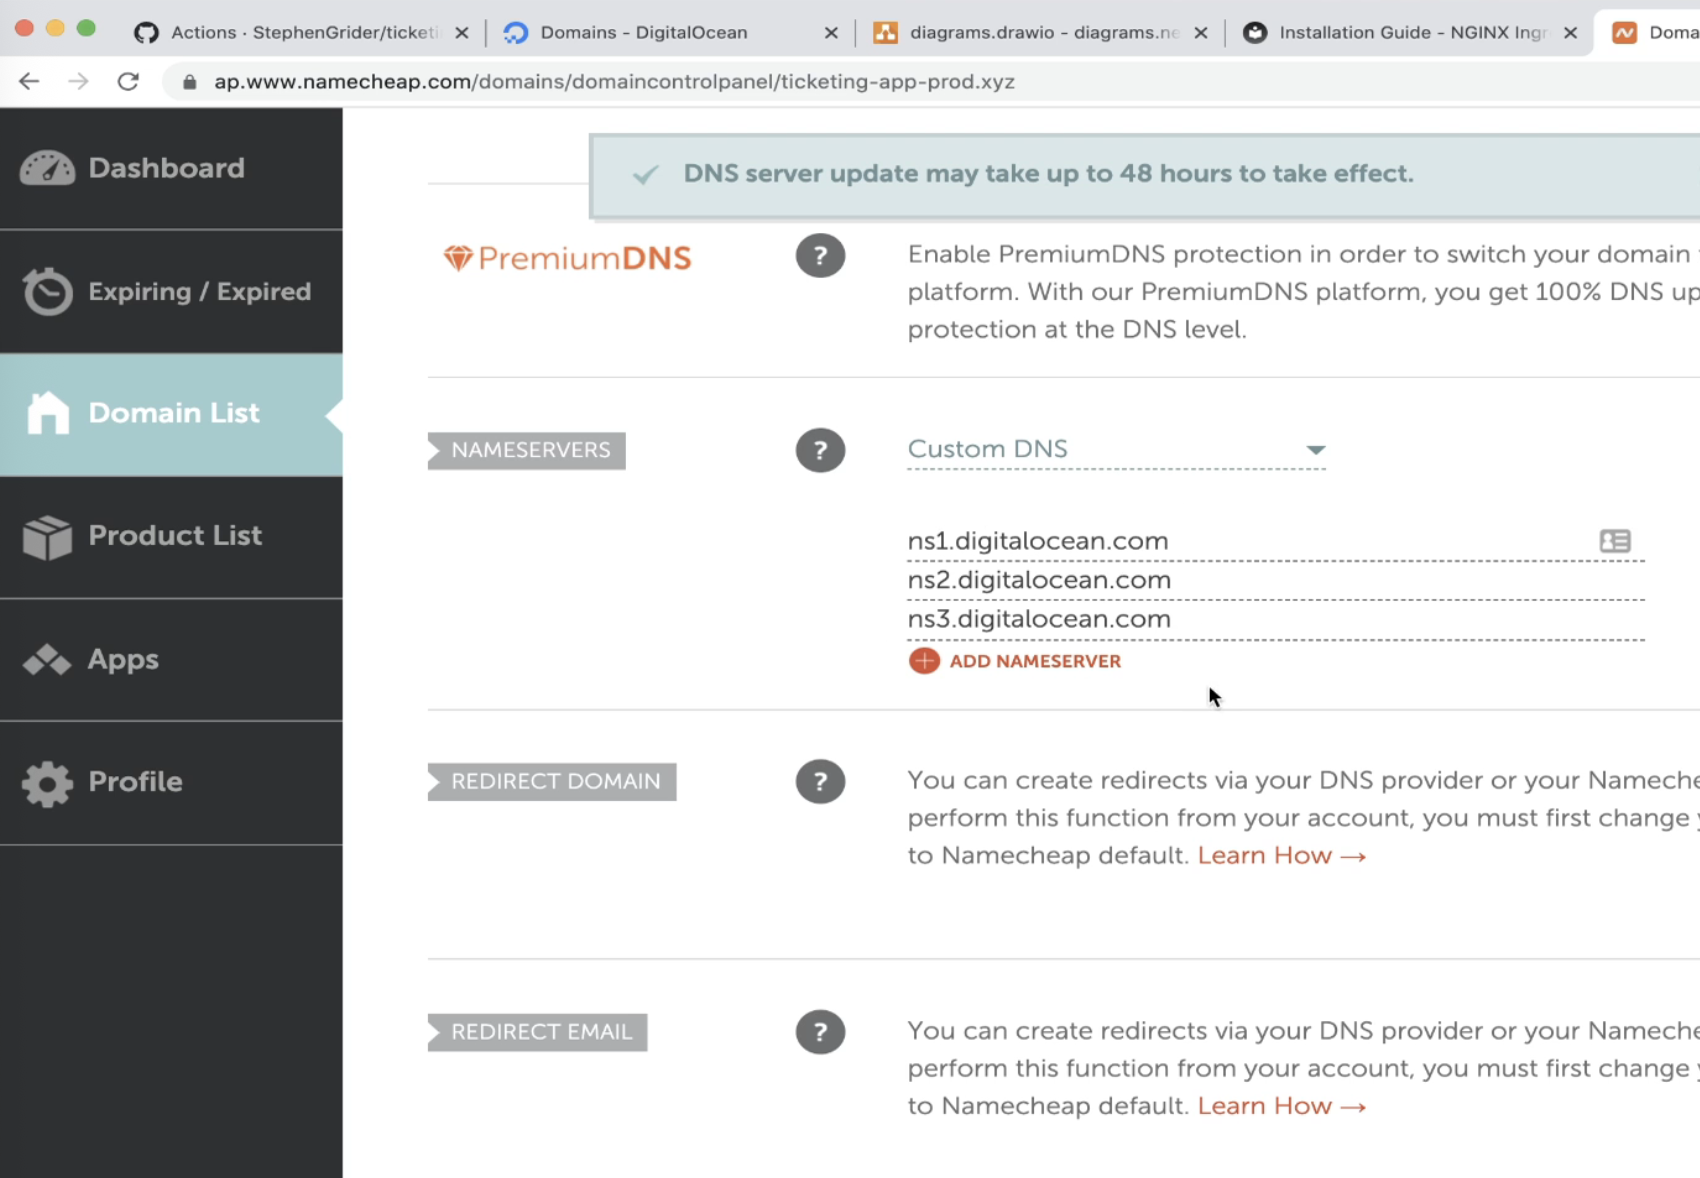 Actions · StephenGrider/ticketi
Domains - DigitalOcean
diagrams.drawio - diagrams.ne
Installation Guide - NGINX Ingr
Doma
ap.www.namecheap.com/domains/domaincontrolpanel/ticketing-app-prod.xyz
Dashboard
Expiring / Expired
Domain List
Product List
Apps
Profile
DNS server update may take up to 48 hours to take effect.
PremiumDNS
?
Enable PremiumDNS protection in order to switch your domain
platform. With our PremiumDNS platform, you get 100% DNS up
protection at the DNS level.
NAMESERVERS
?
Custom DNS
ns1.digitalocean.com
ns2.digitalocean.com
ns3.digitalocean.com
ADD NAMESERVER
REDIRECT DOMAIN
?
You can create redirects via your DNS provider or your Nameche
perform this function from your account, you must first change
to Namecheap default. Learn How →
REDIRECT EMAIL
?
You can create redirects via your DNS provider or your Nameche
perform this function from your account, you must first change
to Namecheap default. Learn How →